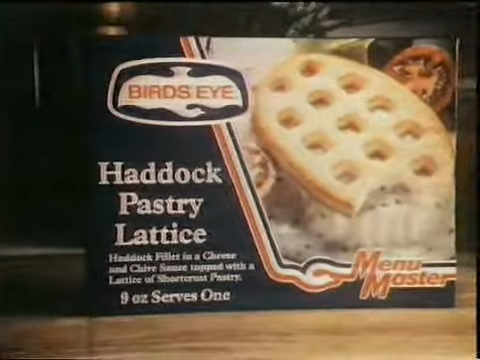 BIRDS EYE
Haddock
Pastry
Lattice
Haddock Fillet in a Cheese
and Chive Sauce topped with a
Lattice of Shortcrust Pastry.
9 oz Serves One
Menu
Master